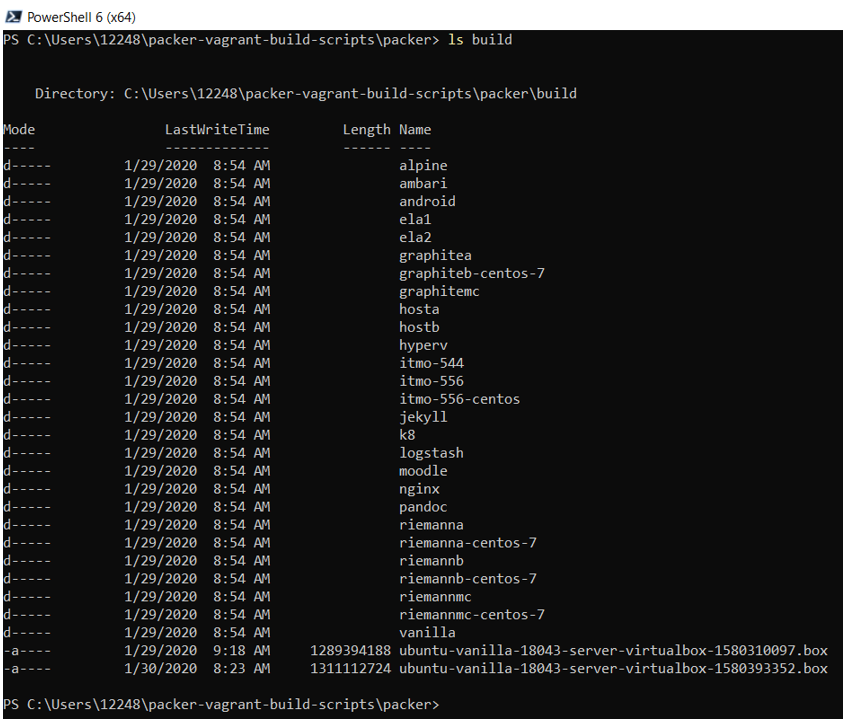 PowerShell 6 (x64)
PS C:\Users\12248\packer-vagrant-build-scripts\packer> ls build
    Directory: C:\Users\12248\packer-vagrant-build-scripts\packer\build
Mode                LastWriteTime         Length Name
----                -------------         ------ ----
d-----         1/29/2020  8:54 AM                alpine
d-----         1/29/2020  8:54 AM                ambari
d-----         1/29/2020  8:54 AM                android
d-----         1/29/2020  8:54 AM                ela1
d-----         1/29/2020  8:54 AM                ela2
d-----         1/29/2020  8:54 AM                graphitea
d-----         1/29/2020  8:54 AM                graphiteb-centos-7
d-----         1/29/2020  8:54 AM                graphitemc
d-----         1/29/2020  8:54 AM                hosta
d-----         1/29/2020  8:54 AM                hostb
d-----         1/29/2020  8:54 AM                hyperv
d-----         1/29/2020  8:54 AM                itmo-544
d-----         1/29/2020  8:54 AM                itmo-556
d-----         1/29/2020  8:54 AM                itmo-556-centos
d-----         1/29/2020  8:54 AM                jekyll
d-----         1/29/2020  8:54 AM                k8
d-----         1/29/2020  8:54 AM                logstash
d-----         1/29/2020  8:54 AM                moodle
d-----         1/29/2020  8:54 AM                nginx
d-----         1/29/2020  8:54 AM                pandoc
d-----         1/29/2020  8:54 AM                riemanna
d-----         1/29/2020  8:54 AM                riemanna-centos-7
d-----         1/29/2020  8:54 AM                riemannb
d-----         1/29/2020  8:54 AM                riemannb-centos-7
d-----         1/29/2020  8:54 AM                riemannmc
d-----         1/29/2020  8:54 AM                riemannmc-centos-7
d-----         1/29/2020  8:54 AM                vanilla
-a----         1/29/2020  9:18 AM     1289394188 ubuntu-vanilla-18043-server-virtualbox-1580310097.box
-a----         1/30/2020  8:23 AM     1311112724 ubuntu-vanilla-18043-server-virtualbox-1580393352.box
PS C:\Users\12248\packer-vagrant-build-scripts\packer>